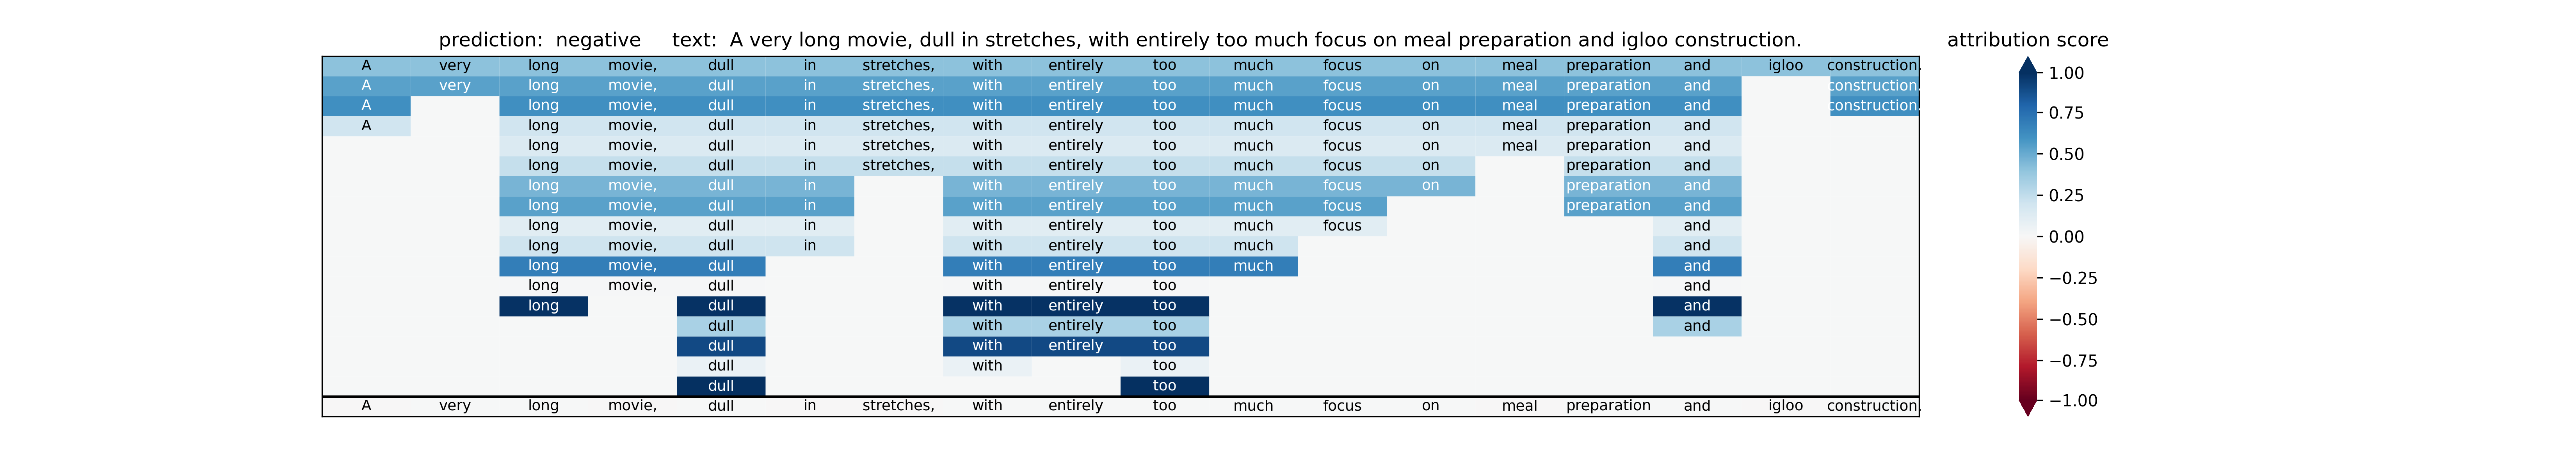 prediction:  negative     text:  A very long movie, dull in stretches, with entirely too much focus on meal preparation and igloo construction.
attribution score
A very long movie, dull in stretches, with entirely too much focus on meal preparation and igloo construction.
A very long movie, dull in stretches, with entirely too much focus on meal preparation and construction.
A long movie, dull in stretches, with entirely too much focus on meal preparation and construction.
A long movie, dull in stretches, with entirely too much focus on meal preparation and
long movie, dull in stretches, with entirely too much focus on meal preparation and
long movie, dull in stretches, with entirely too much focus on preparation and
long movie, dull in with entirely too much focus on preparation and
long movie, dull in with entirely too much focus preparation and
long movie, dull in with entirely too much focus and
long movie, dull in with entirely too much and
long movie, dull with entirely too much and
long movie, dull with entirely too and
long dull with entirely too and
dull with entirely too and
dull with entirely too
dull with too
dull too
A very long movie, dull in stretches, with entirely too much focus on meal preparation and igloo construction.
1.00
0.75
0.50
0.25
0.00
−0.25
−0.50
−0.75
−1.00